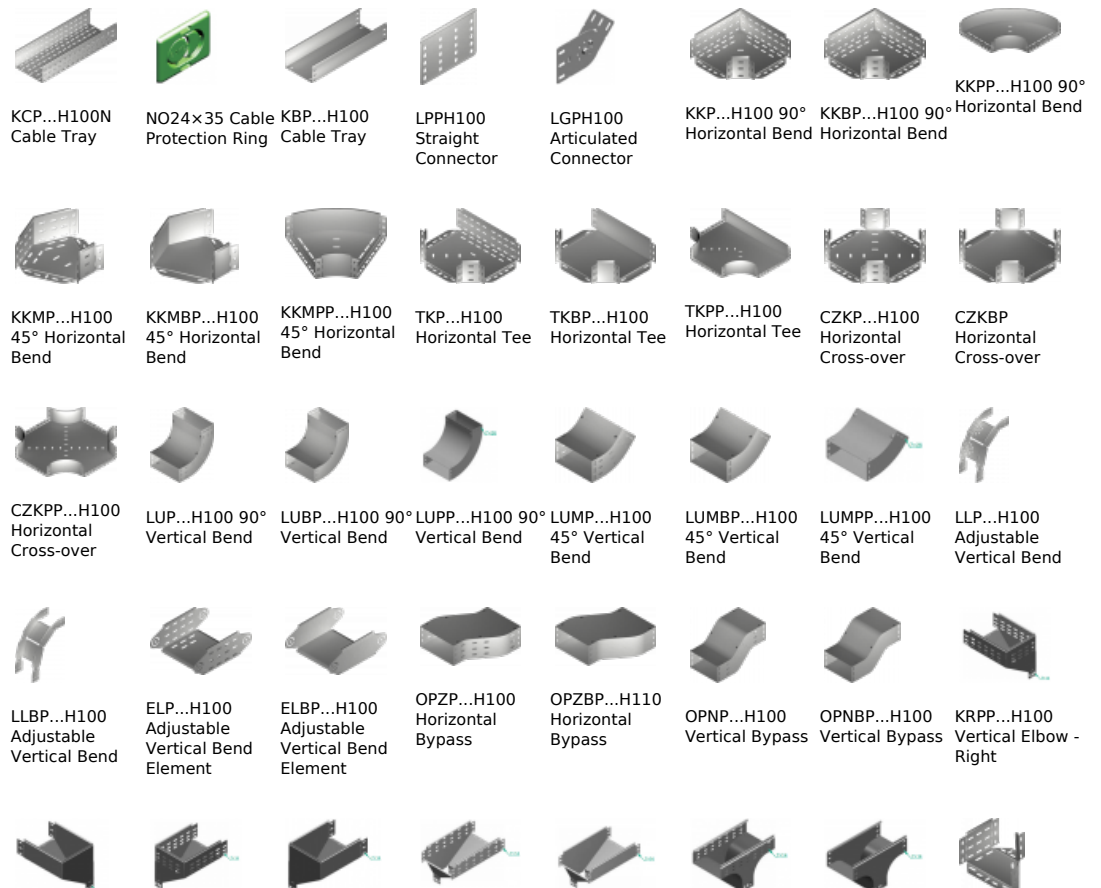 KCP...H100N
Cable Tray
NO24×35 Cable
Protection Ring
KBP...H100
Cable Tray
LPPH100
Straight
Connector
LGPH100
Articulated
Connector
KKP...H100 90°
Horizontal Bend
KKBP...H100 90°
Horizontal Bend
KKPP...H100 90°
Horizontal Bend
KKMP...H100
45° Horizontal
Bend
KKMBP...H100
45° Horizontal
Bend
KKMPP...H100
45° Horizontal
Bend
TKP...H100
Horizontal Tee
TKBP...H100
Horizontal Tee
TKPP...H100
Horizontal Tee
CZKP...H100
Horizontal
Cross-over
CZKBP
Horizontal
Cross-over
CZKPP...H100
Horizontal
Cross-over
LUP...H100 90°
Vertical Bend
LUBP...H100 90°
Vertical Bend
LUPP...H100 90°
Vertical Bend
LUMP...H100
45° Vertical
Bend
LUMBP...H100
45° Vertical
Bend
LUMPP...H100
45° Vertical
Bend
LLP...H100
Adjustable
Vertical Bend
LLBP...H100
Adjustable
Vertical Bend
ELP...H100
Adjustable
Vertical Bend
Element
ELBP...H100
Adjustable
Vertical Bend
Element
OPZP...H100
Horizontal
Bypass
OPZBP...H110
Horizontal
Bypass
OPNP...H100
Vertical Bypass
OPNBP...H100
Vertical Bypass
KRPP...H100
Vertical Elbow -
Right